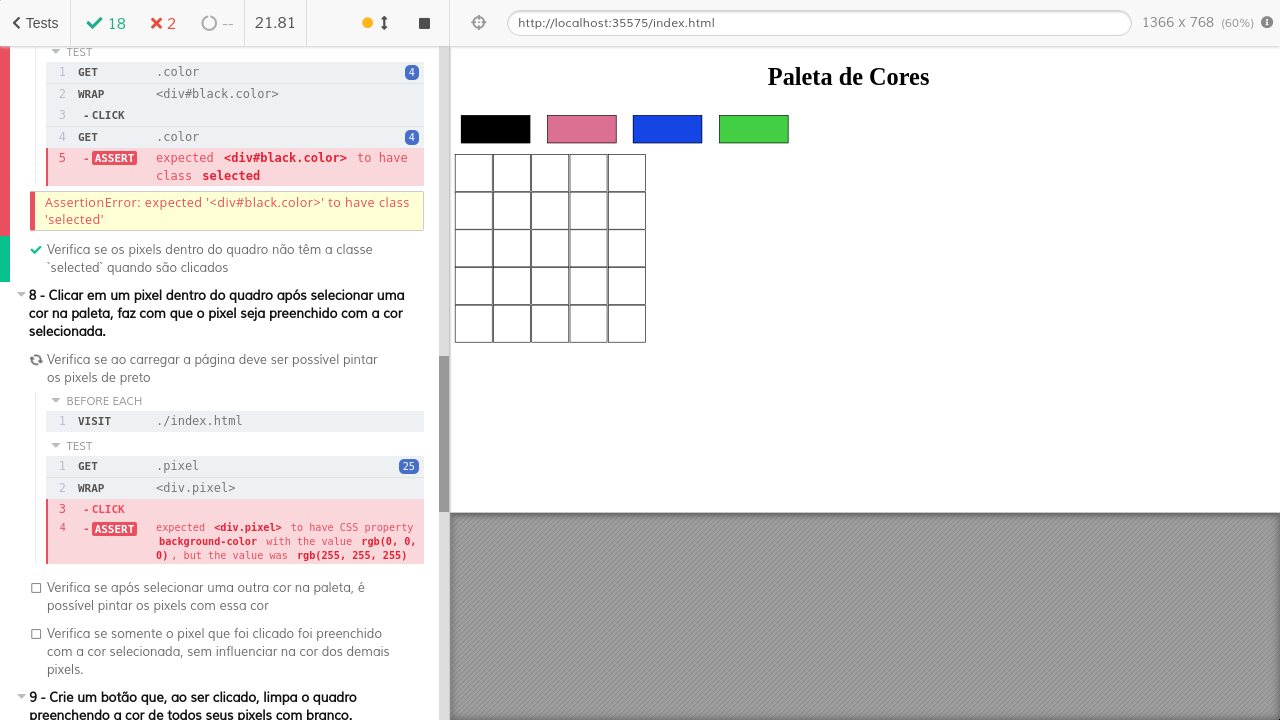 Tests
18
2
--
21.81
http://localhost:35575/index.html
1366 x 768 (60%)
TEST
1 GET .color 4
2 WRAP <div#black.color>
3 - CLICK
4 GET .color 4
5 - ASSERT expected <div#black.color> to have
class selected
AssertionError: expected '<div#black.color>' to have class
'selected'
Verifica se os pixels dentro do quadro não têm a classe
`selected` quando são clicados
8 - Clicar em um pixel dentro do quadro após selecionar uma
cor na paleta, faz com que o pixel seja preenchido com a cor
selecionada.
Verifica se ao carregar a página deve ser possível pintar
os pixels de preto
BEFORE EACH
1 VISIT ./index.html
TEST
1 GET .pixel 25
2 WRAP <div.pixel>
3 - CLICK
4 - ASSERT expected <div.pixel> to have CSS property
background-color with the value rgb(0, 0,
0), but the value was rgb(255, 255, 255)
Verifica se após selecionar uma outra cor na paleta, é
possível pintar os pixels com essa cor
Verifica se somente o pixel que foi clicado foi preenchido
com a cor selecionada, sem influenciar na cor dos demais
pixels.
9 - Crie um botão que, ao ser clicado, limpa o quadro
preenchendo a cor de todos seus pixels com branco.
Paleta de Cores